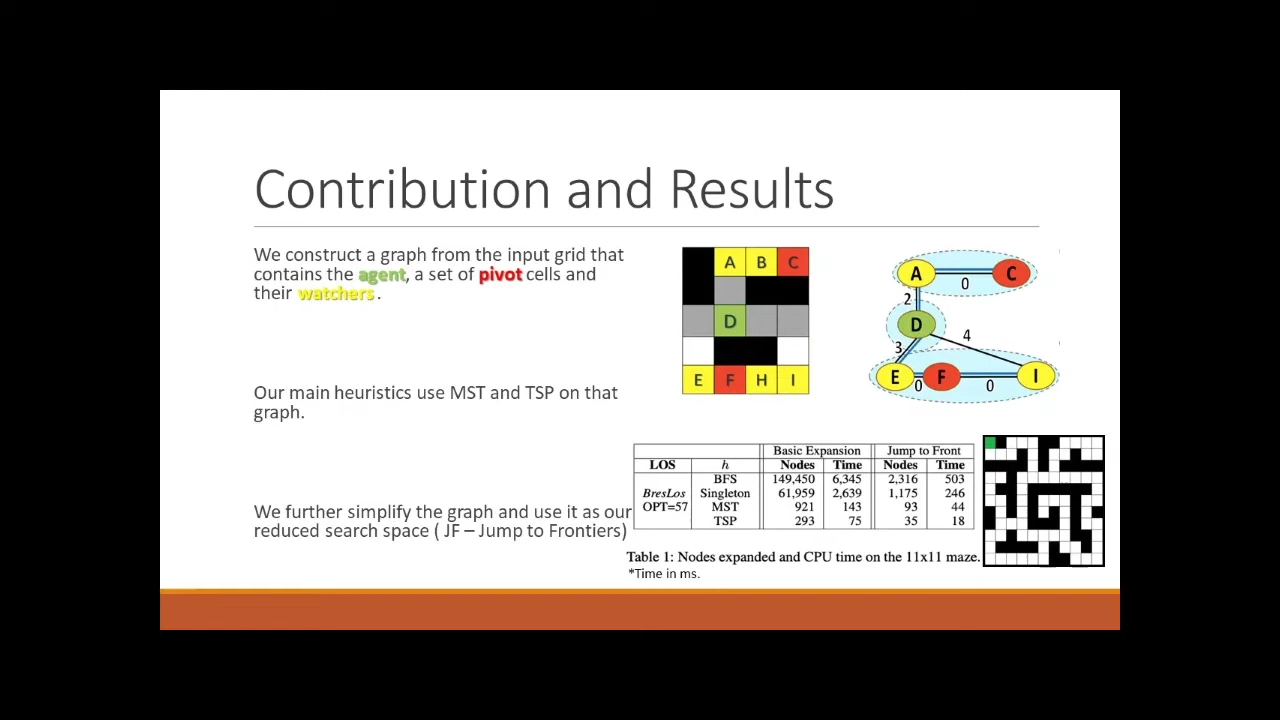 Contribution and Results
We construct a graph from the input grid that
contains the agent, a set of pivot cells and
their watchers.
Our main heuristics use MST and TSP on that
graph.
We further simplify the graph and use it as our
reduced search space ( JF – Jump to Frontiers)
A B C
D
E F H I
A C
0
2
D
4
3
E F I
0 0
Basic Expansion Jump to Front
LOS h Nodes Time Nodes Time
BFS 149,450 6,345 2,316 503
BresLos Singleton 61,959 2,639 1,175 246
OPT=57 MST 921 143 93 44
TSP 293 75 35 18
Table 1: Nodes expanded and CPU time on the 11x11 maze.
*Time in ms.